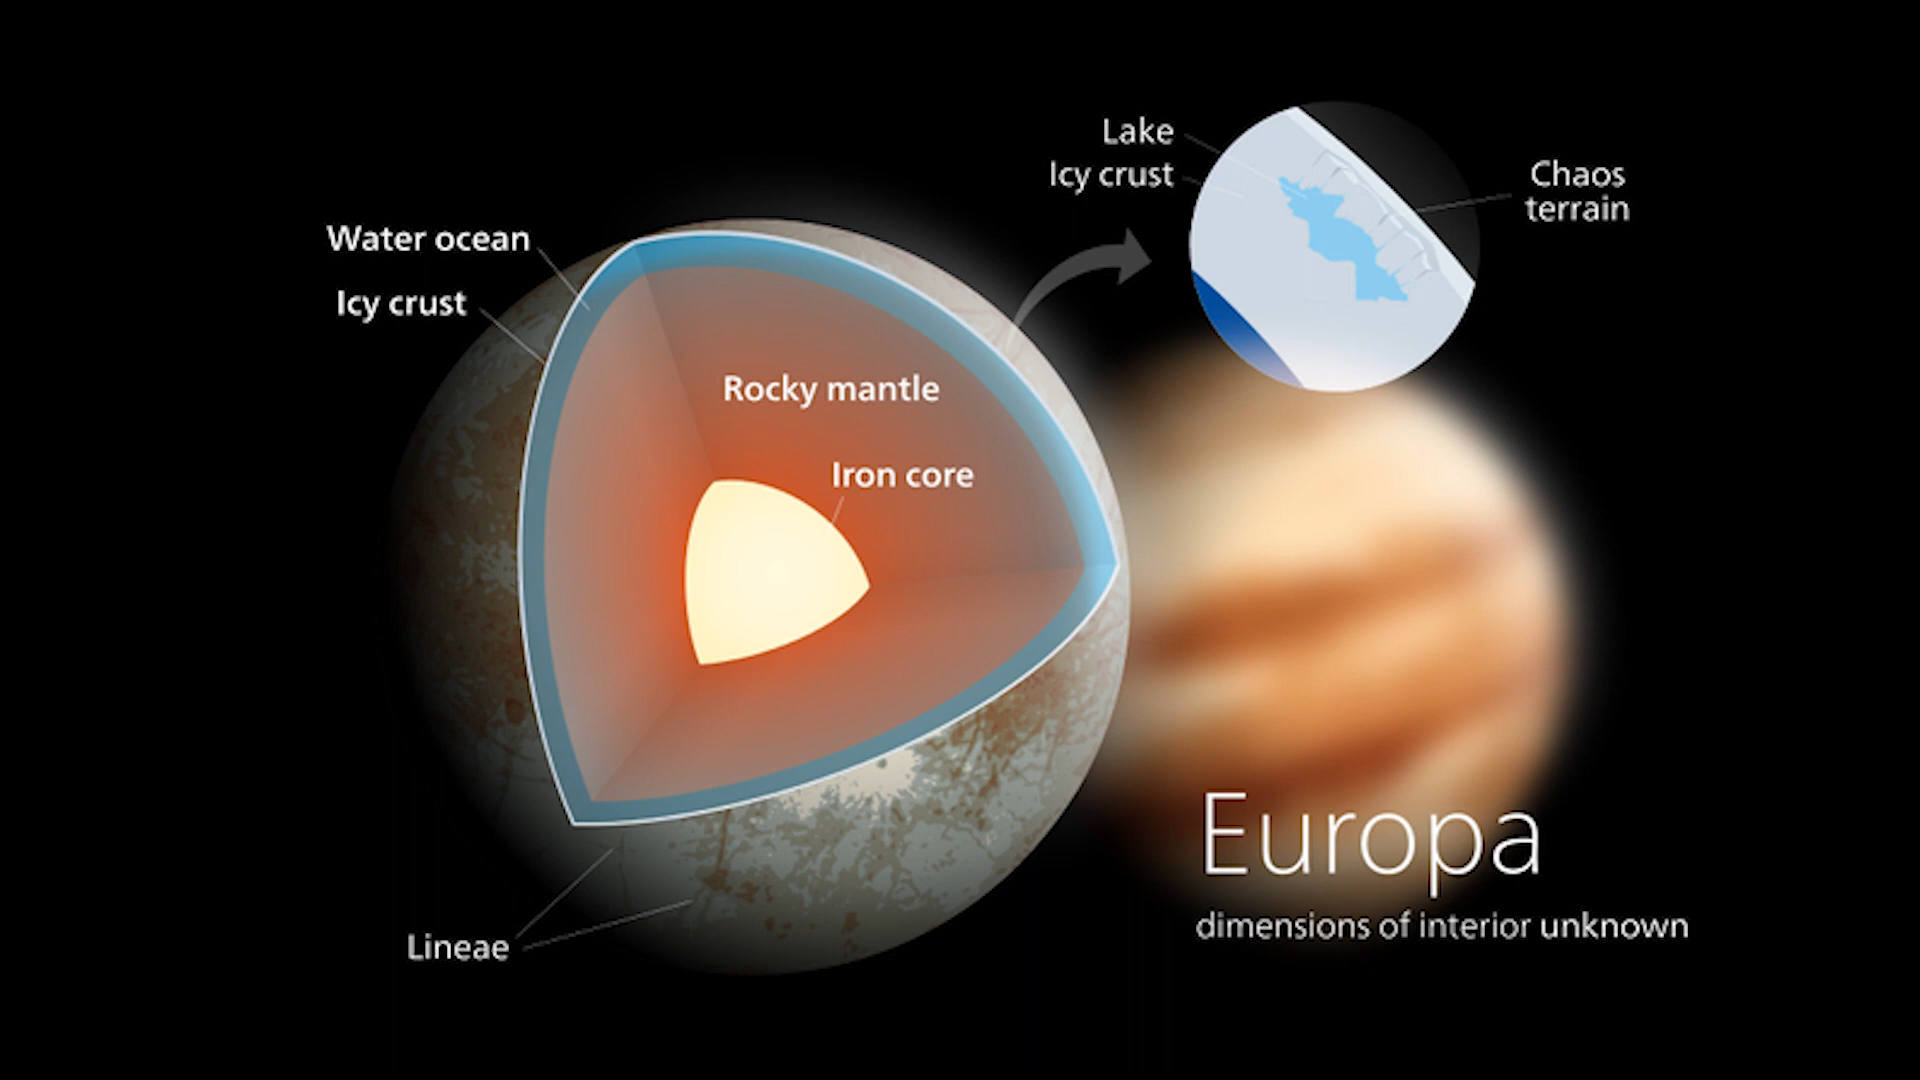 Lake
Icy crust
Chaos
terrain
Water ocean
Icy crust
Rocky mantle
Iron core
Lineae
Europa
dimensions of interior unknown